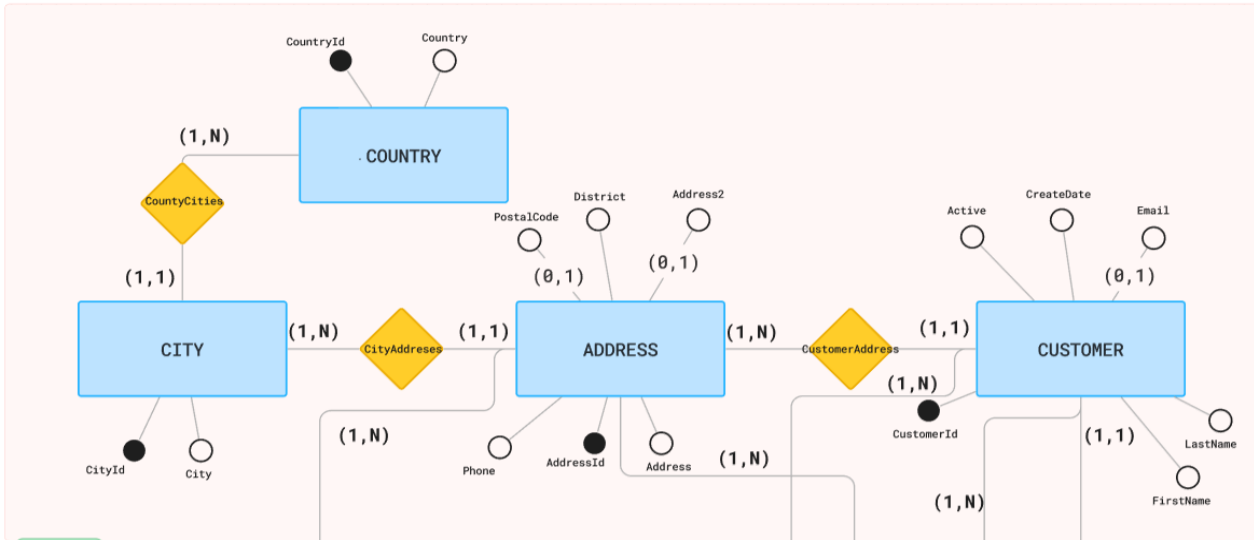 CountryId
Country
(1,N)
. COUNTRY
CountyCities
PostalCode
District
Address2
Active
CreateDate
Email
(1,1)
(0,1)
(0,1)
(0,1)
CITY
(1,N)
CityAddreses
(1,1)
ADDRESS
(1,N)
CustomerAddress
(1,1)
CUSTOMER
(1,N)
CityId
City
(1,N)
Phone
AddressId
Address
(1,N)
CustomerId
(1,1)
LastName
(1,N)
FirstName